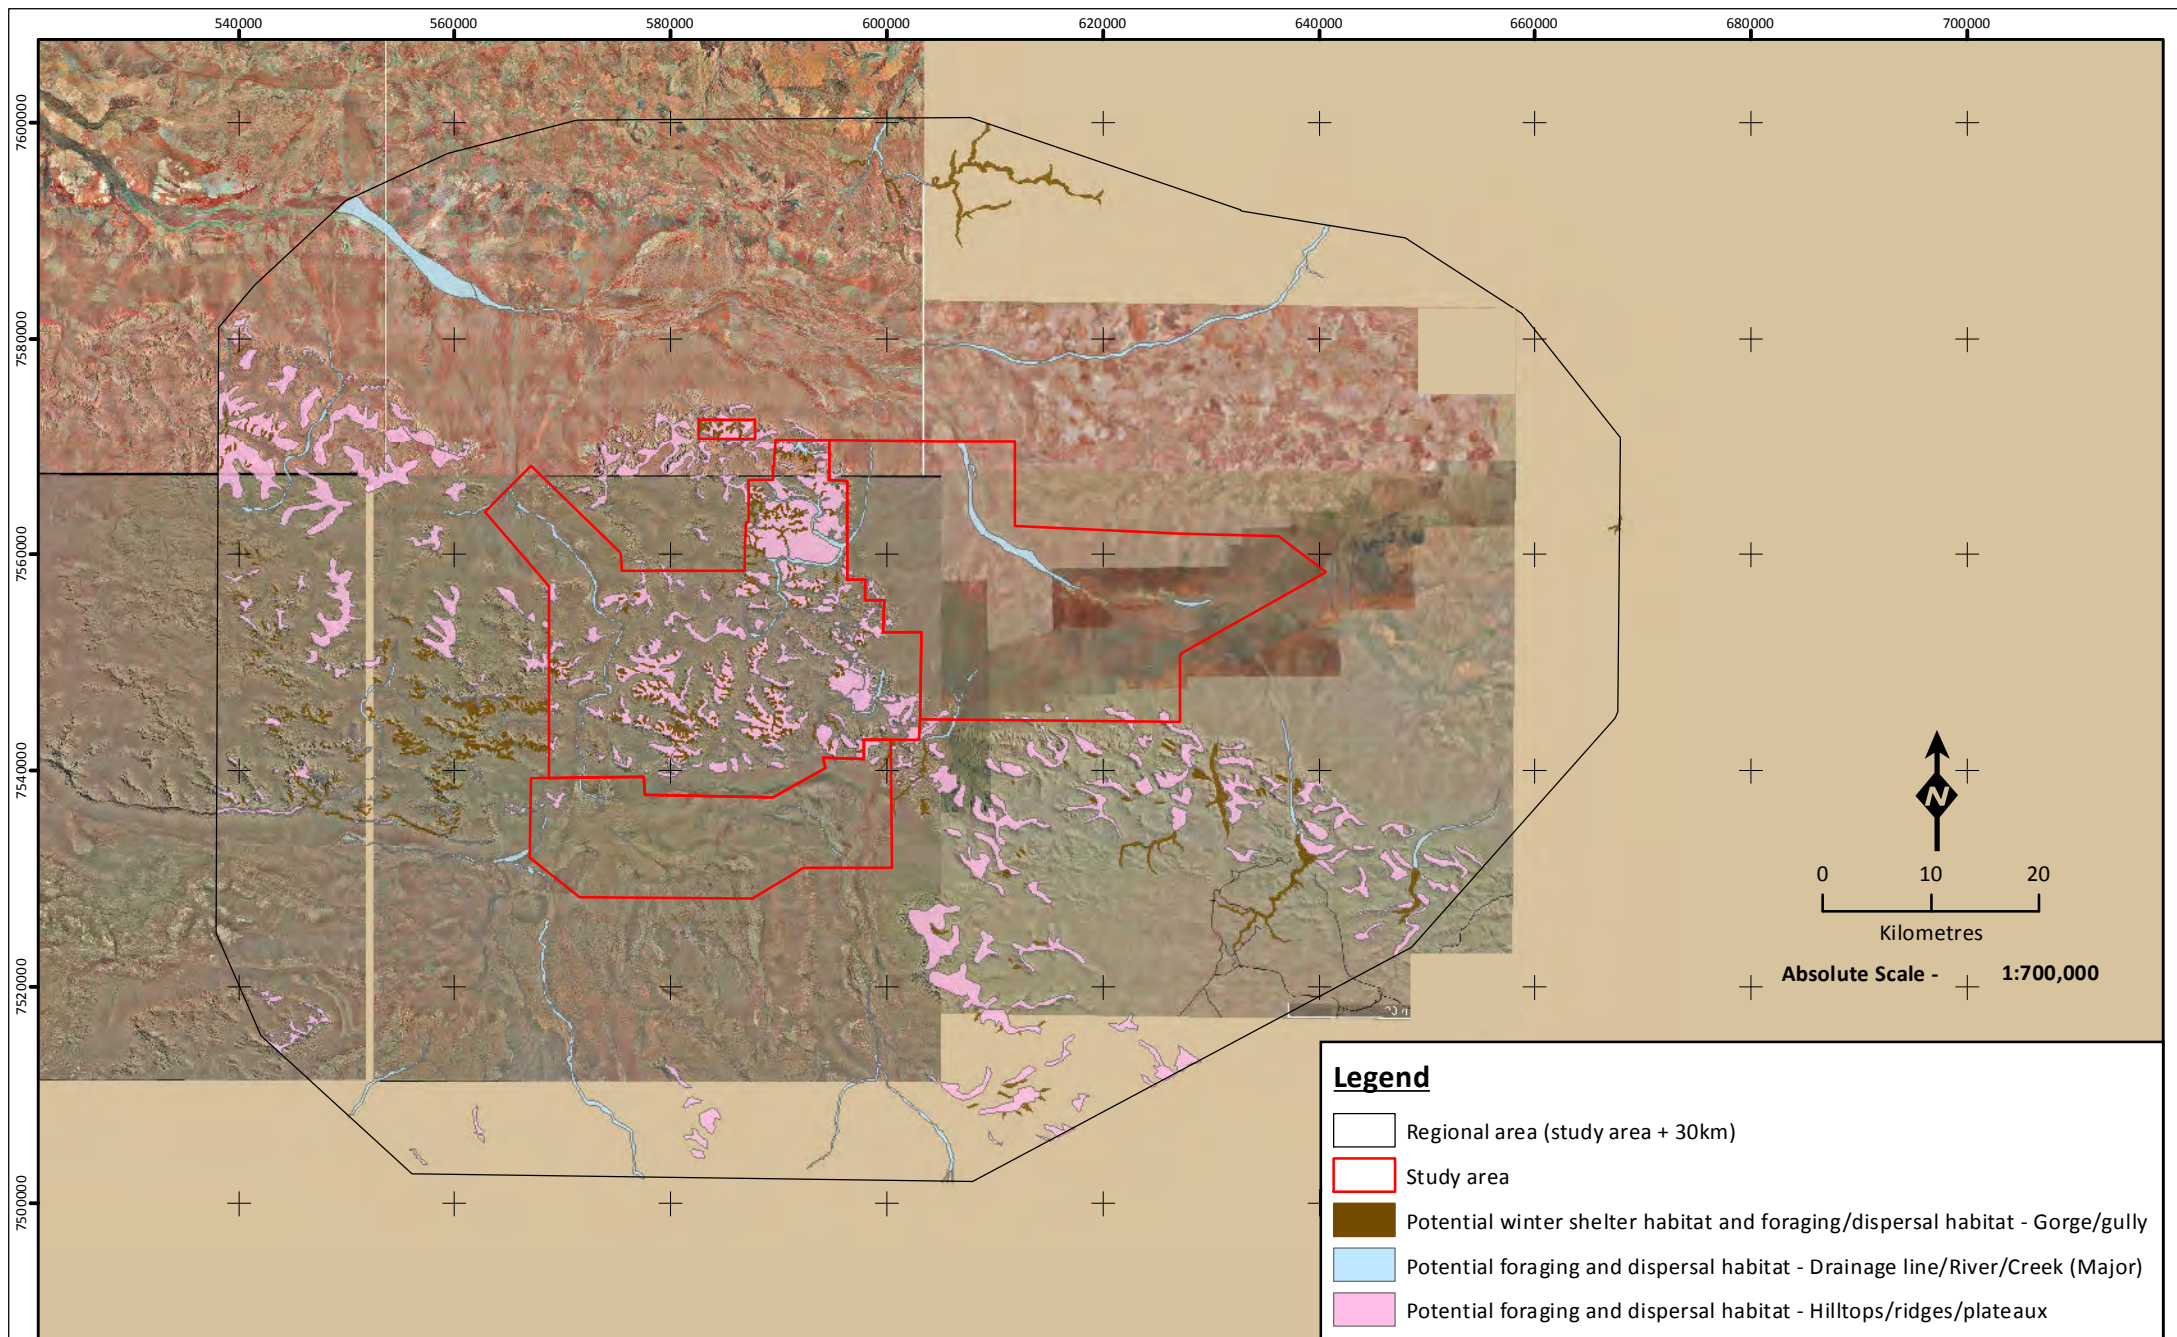 540000 560000 580000 600000 620000 640000 660000 680000 700000
7600000
7580000
7560000
7540000
7520000
7500000
N
0 10 20
Kilometres
Absolute Scale - 1:700,000
Legend
Regional area (study area + 30km)
Study area
Potential winter shelter habitat and foraging/dispersal habitat - Gorge/gully
Potential foraging and dispersal habitat - Drainage line/River/Creek (Major)
Potential foraging and dispersal habitat - Hilltops/ridges/plateaux